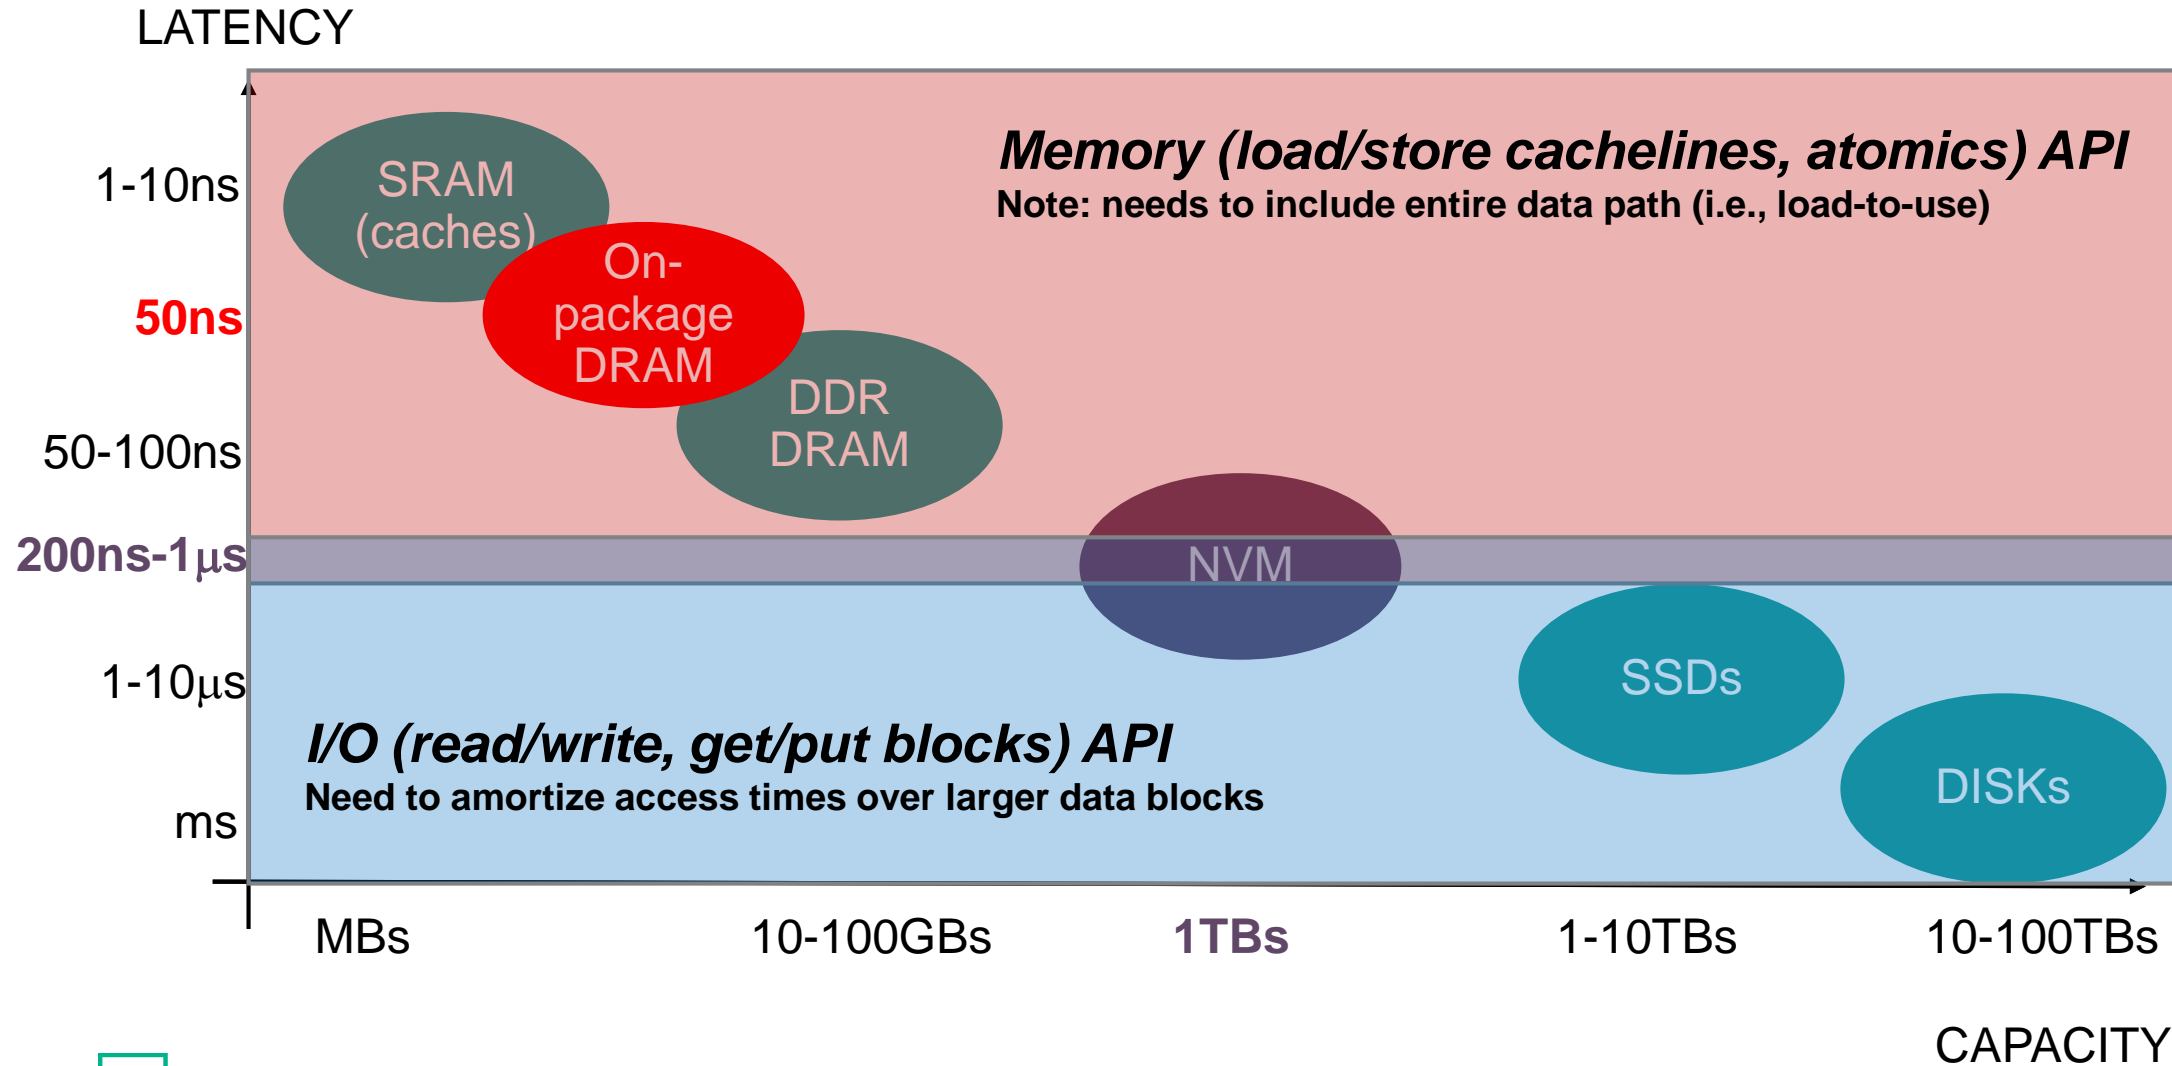 LATENCY
Memory (load/store cachelines, atomics) API
Note: needs to include entire data path (i.e., load-to-use)
1-10ns
SRAM
(caches)
50ns
On-
package
DRAM
50-100ns
DDR
DRAM
200ns-1μs
NVM
1-10μs
SSDs
I/O (read/write, get/put blocks) API
Need to amortize access times over larger data blocks
DISKs
ms
MBs
10-100GBs
1TBs
1-10TBs
10-100TBs
CAPACITY